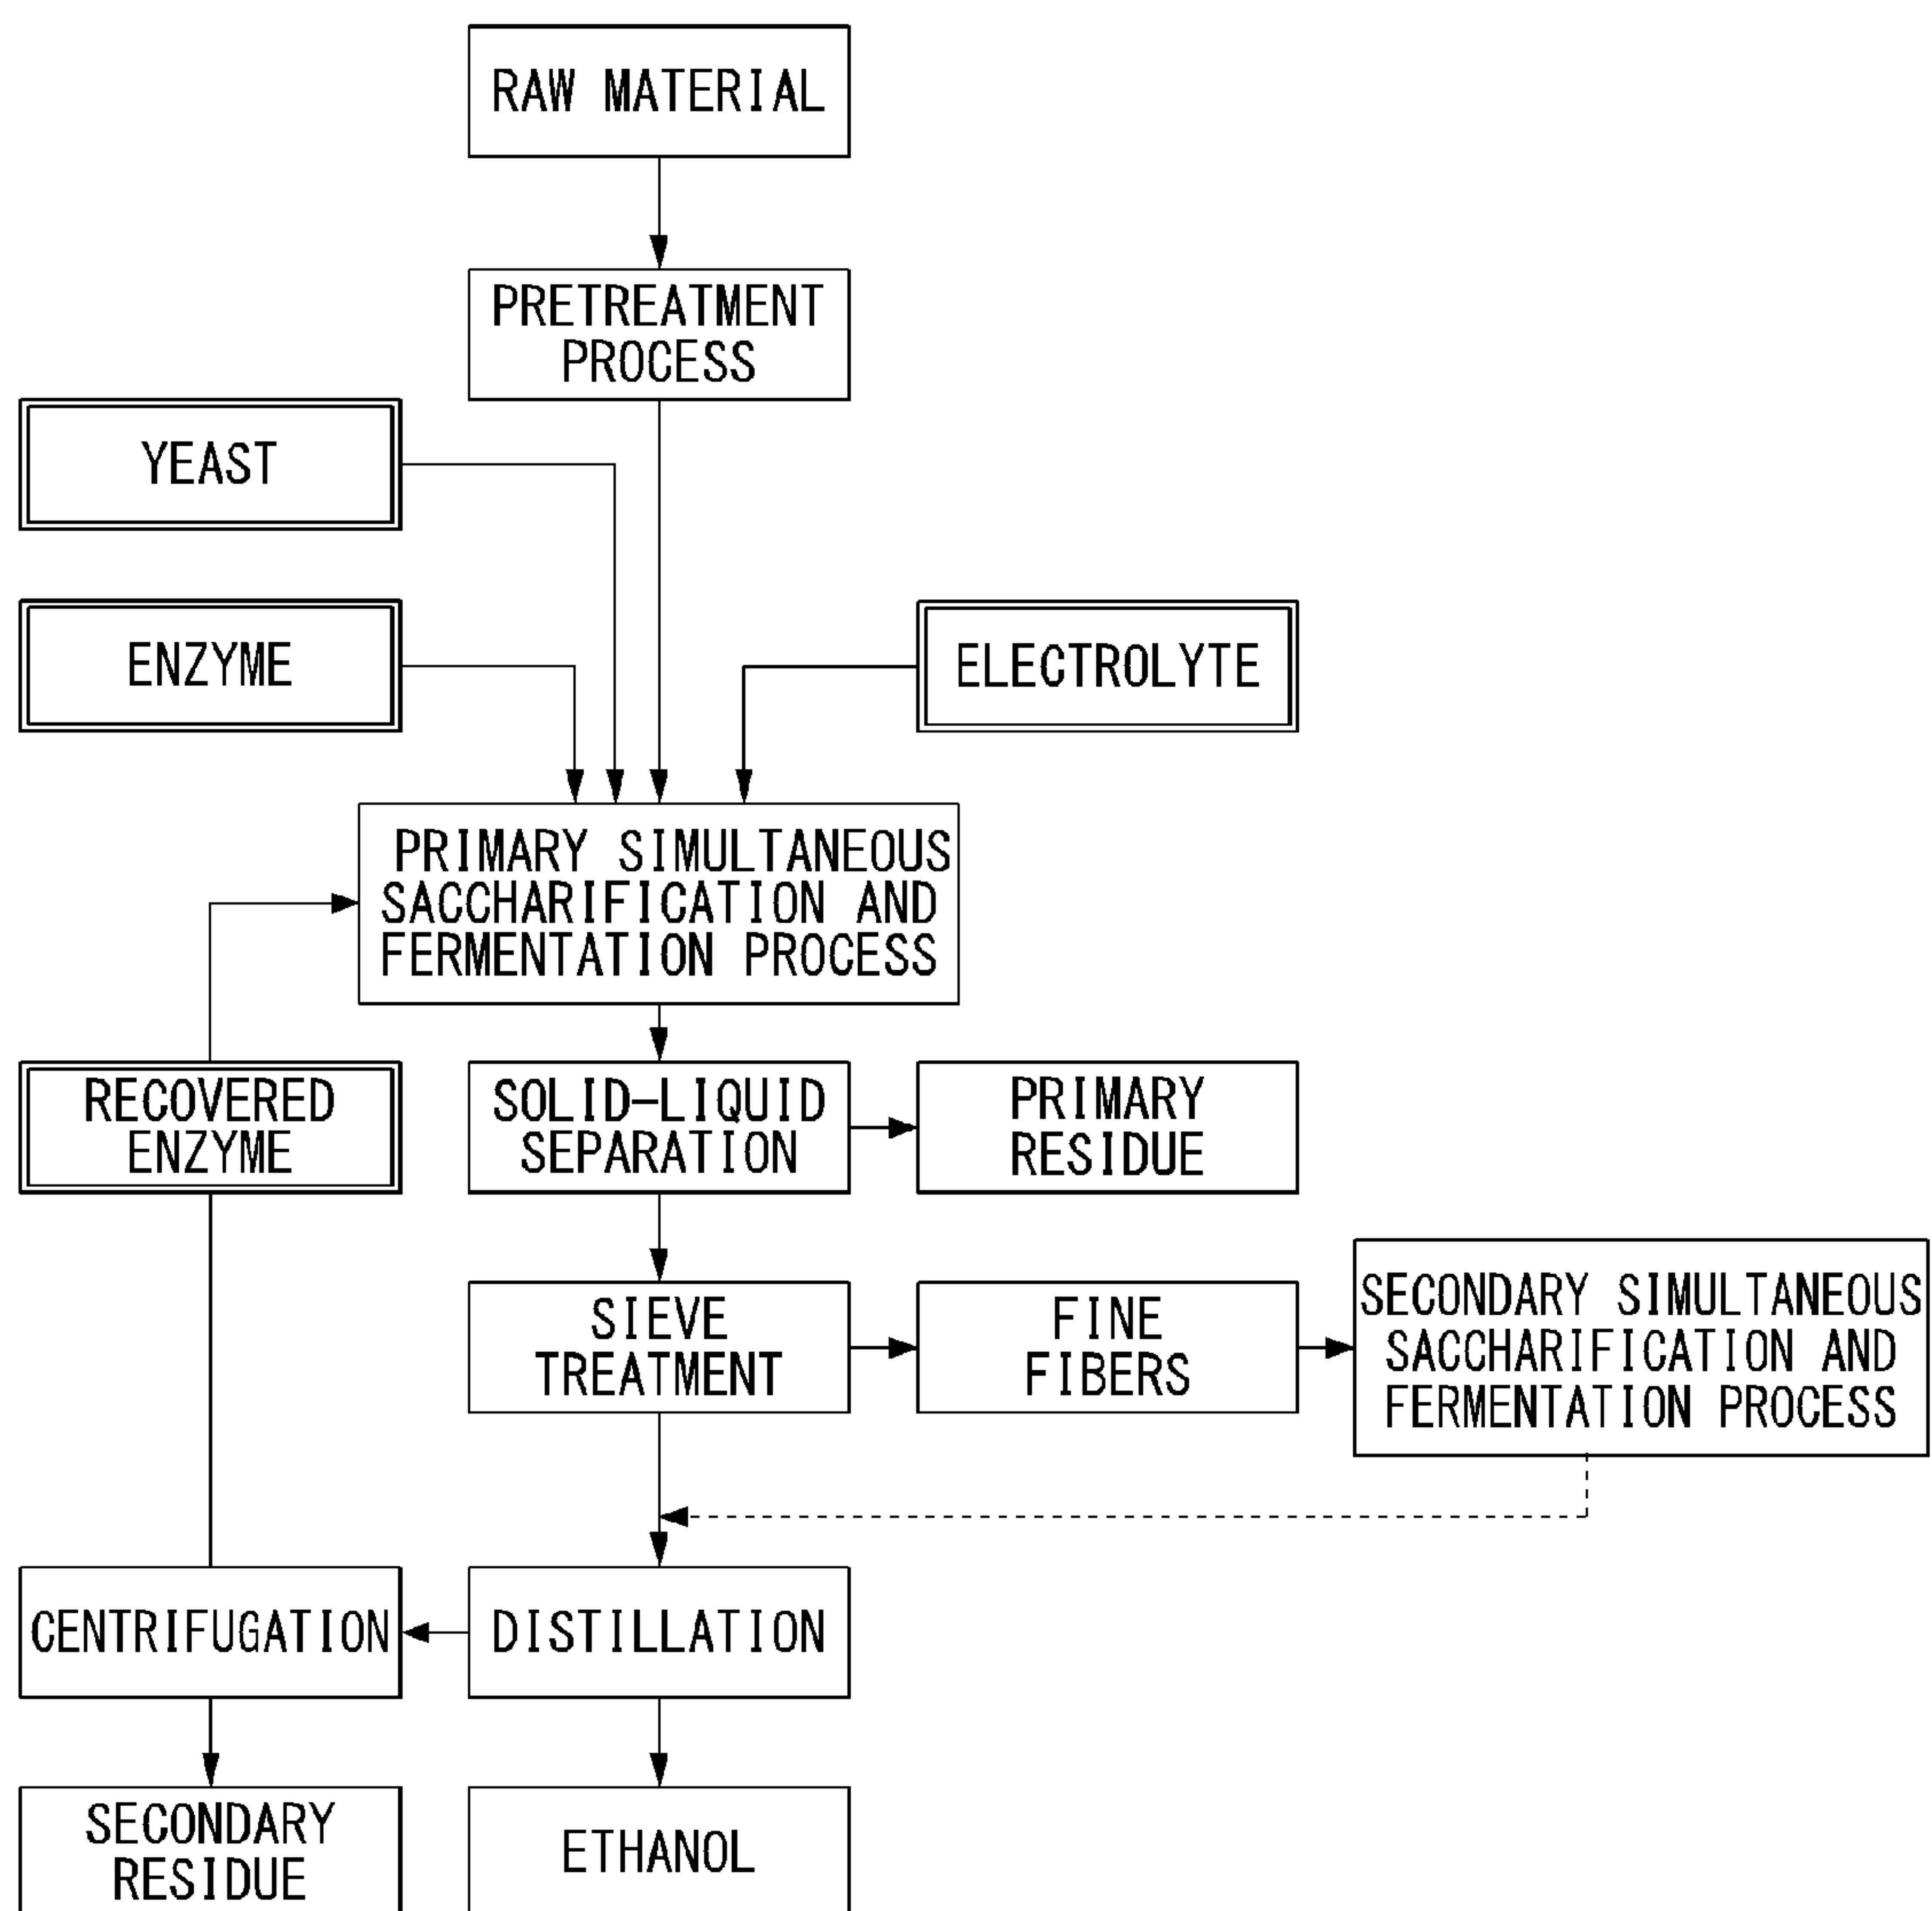 RAW MATERIAL
PRETREATMENT
PROCESS
YEAST
ENZYME
ELECTROLYTE
PRIMARY SIMULTANEOUS
SACCHARIFICATION AND
FERMENTATION PROCESS
RECOVERED
ENZYME
SOLID-LIQUID
SEPARATION
PRIMARY
RESIDUE
SIEVE
TREATMENT
FINE
FIBERS
SECONDARY SIMULTANEOUS
SACCHARIFICATION AND
FERMENTATION PROCESS
CENTRIFUGATION
DISTILLATION
SECONDARY
RESIDUE
ETHANOL